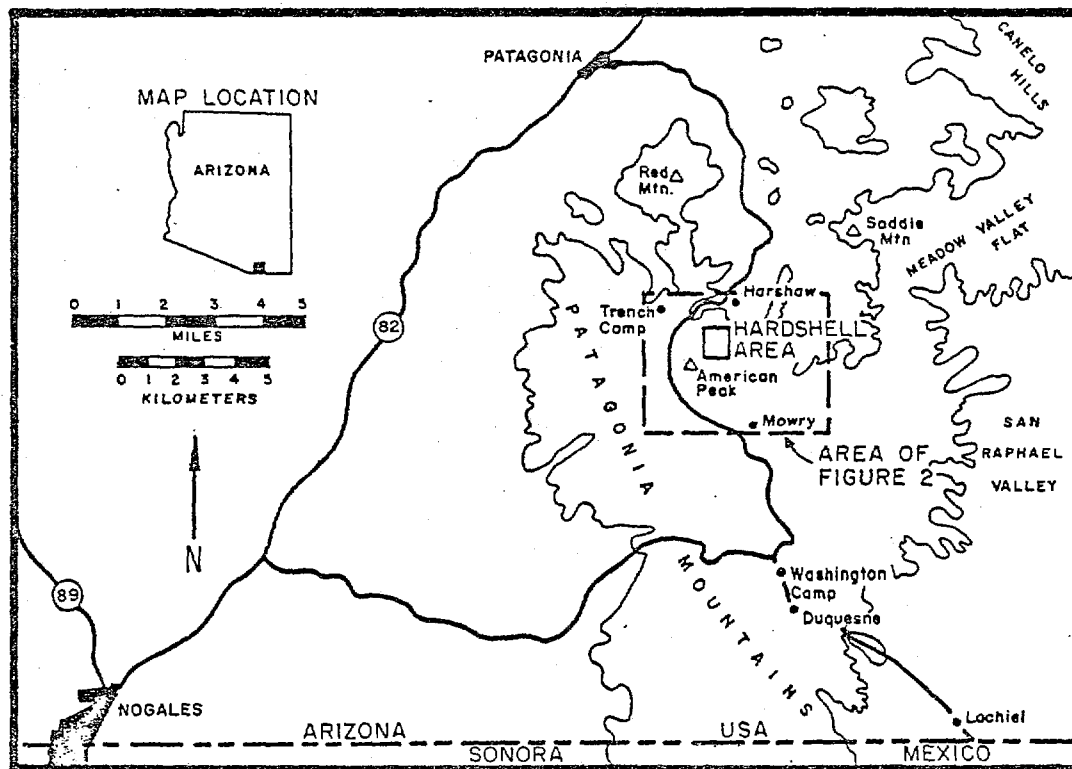 PATAGONIA
CANELO
HILLS
MAP LOCATION
ARIZONA
Red
Mtn.
Saddle
Mtn
MEADOW VALLEY
FLAT
0 1 2 3 4 5
MILES
0 1 2 3 4 5
KILOMETERS
82
Trench
Camp
Harshaw
HARDSHELL
AREA
American
Peak
Mowry
AREA OF
FIGURE 2
SAN
RAPHAEL
VALLEY
PATAGONIA
MOUNTAINS
N
89
Washington
Camp
Duquesne
Lochiel
NOGALES
ARIZONA
USA
SONORA
MEXICO